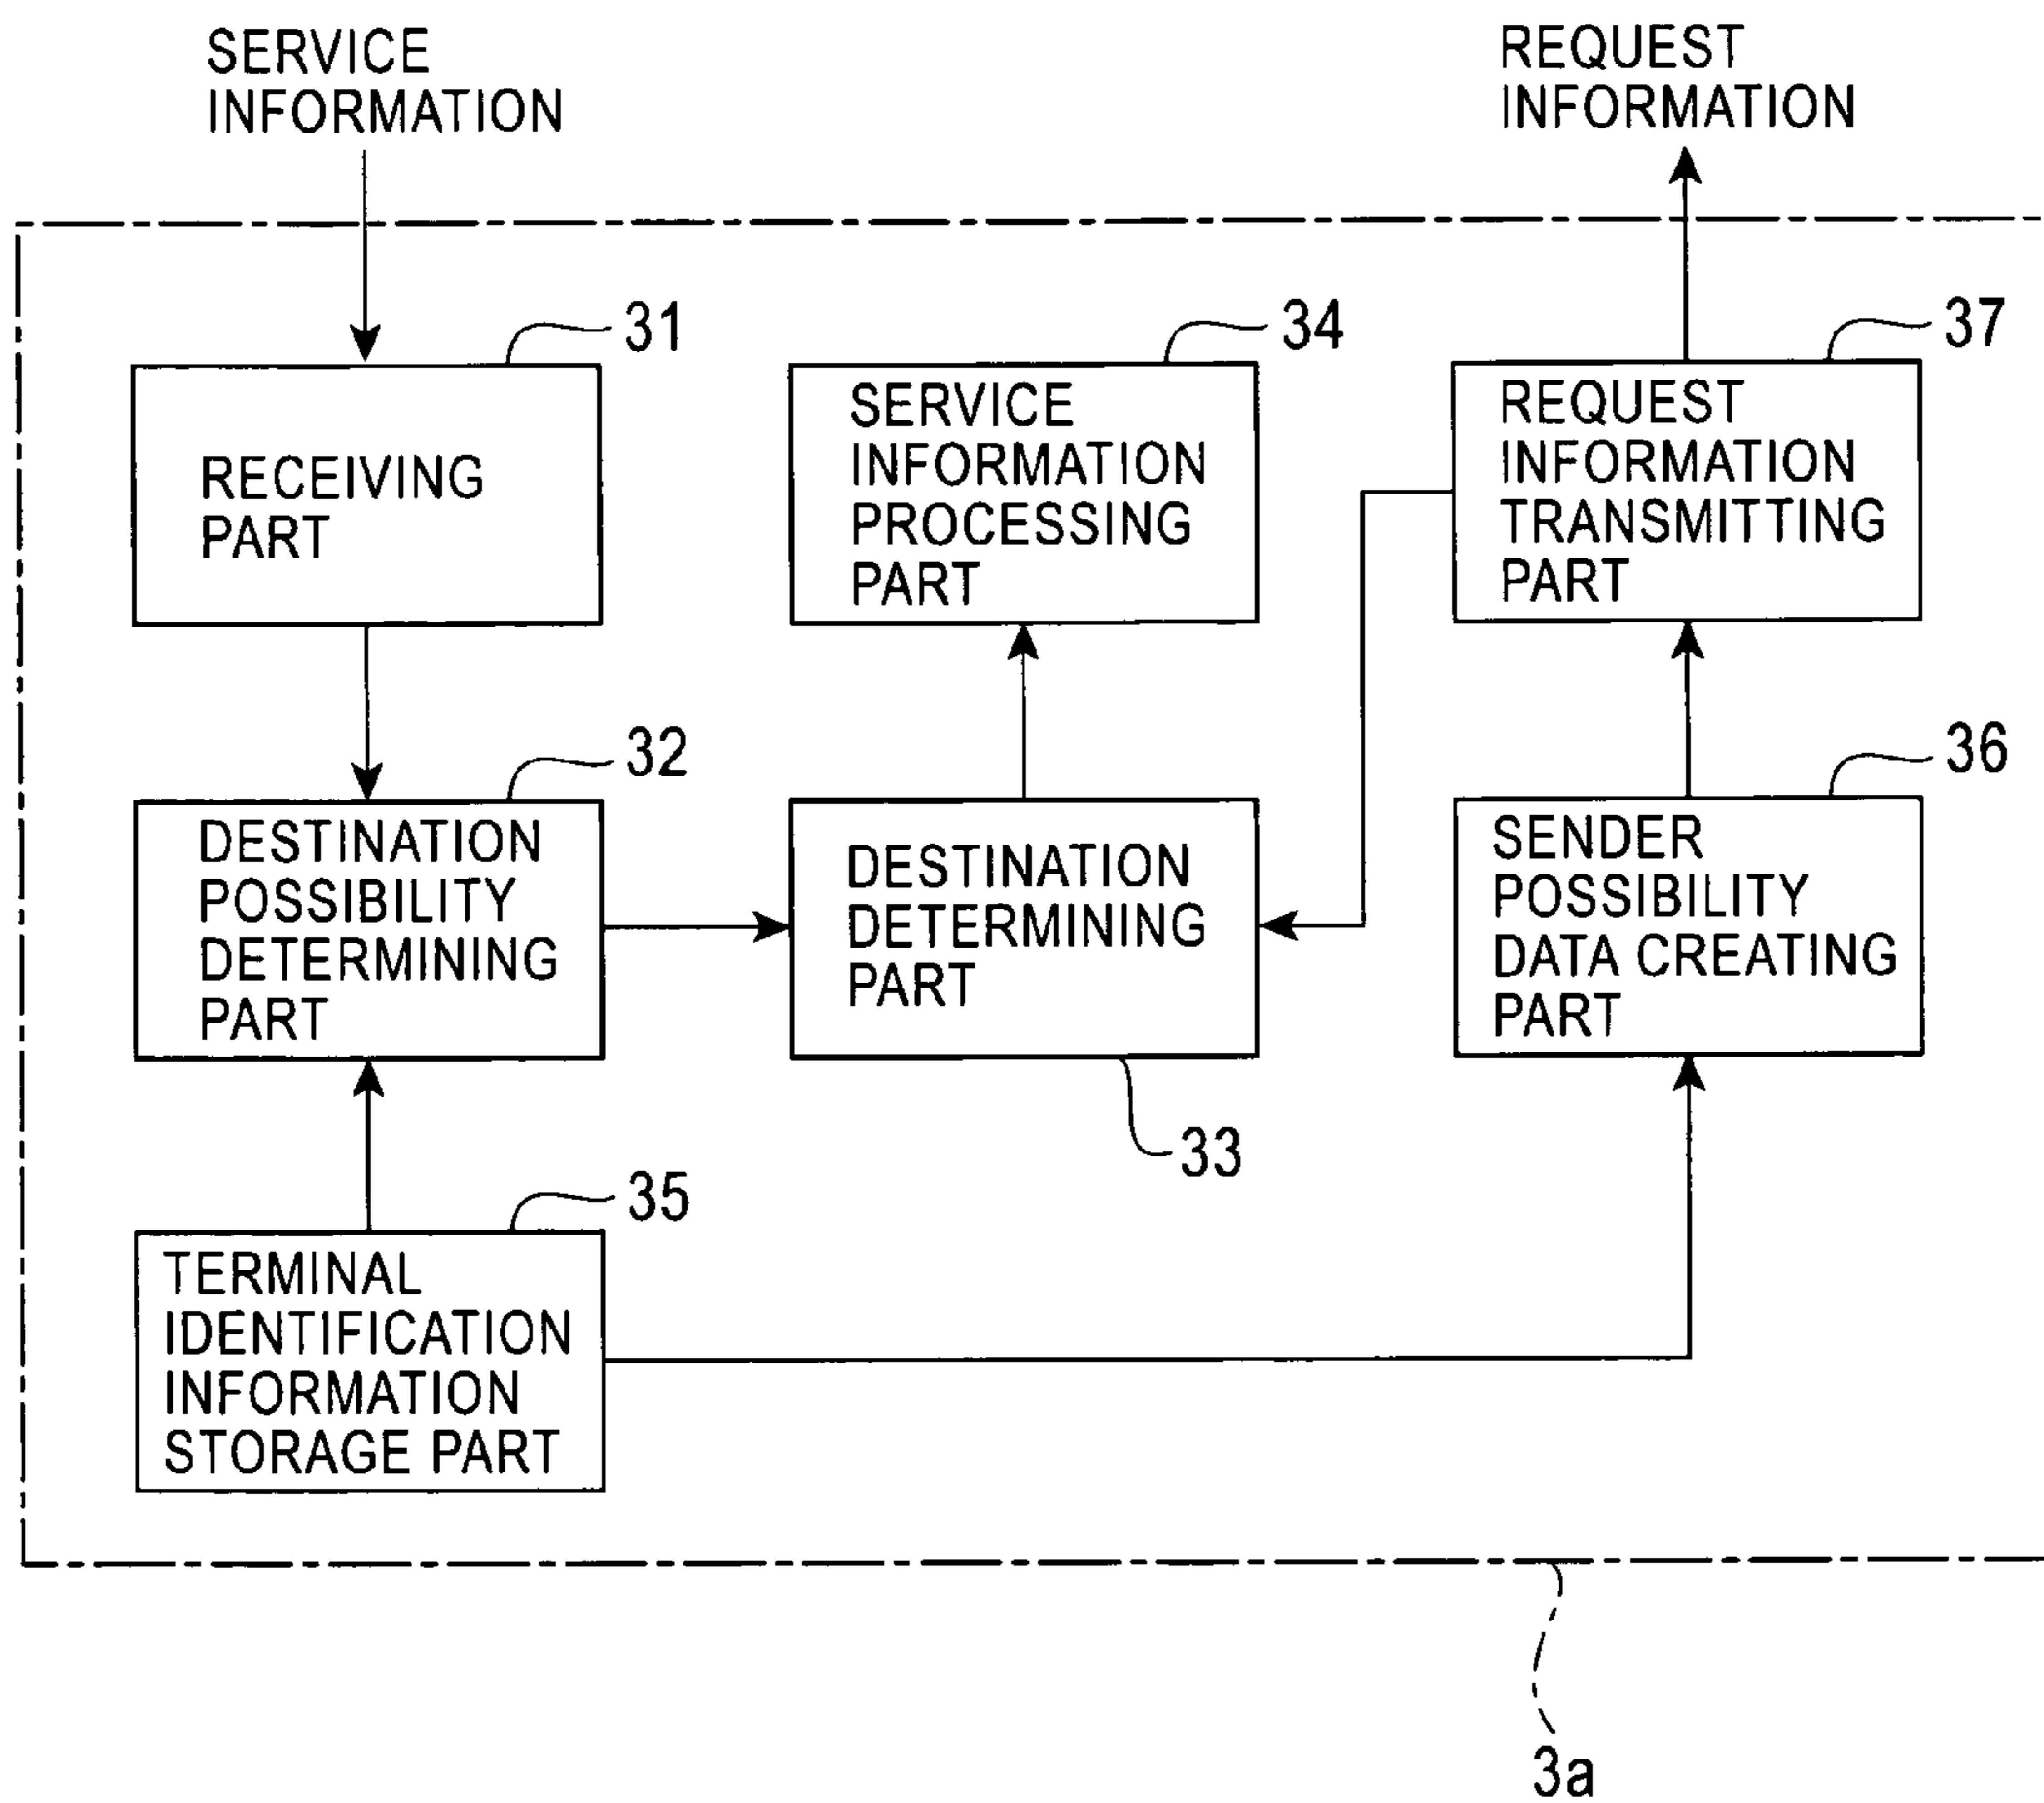 SERVICE
INFORMATION
REQUEST
INFORMATION
31
RECEIVING
PART
34
SERVICE
INFORMATION
PROCESSING
PART
37
REQUEST
INFORMATION
TRANSMITTING
PART
32
DESTINATION
POSSIBILITY
DETERMINING
PART
DESTINATION
DETERMINING
PART
33
36
SENDER
POSSIBILITY
DATA CREATING
PART
35
TERMINAL
IDENTIFICATION
INFORMATION
STORAGE PART
3a